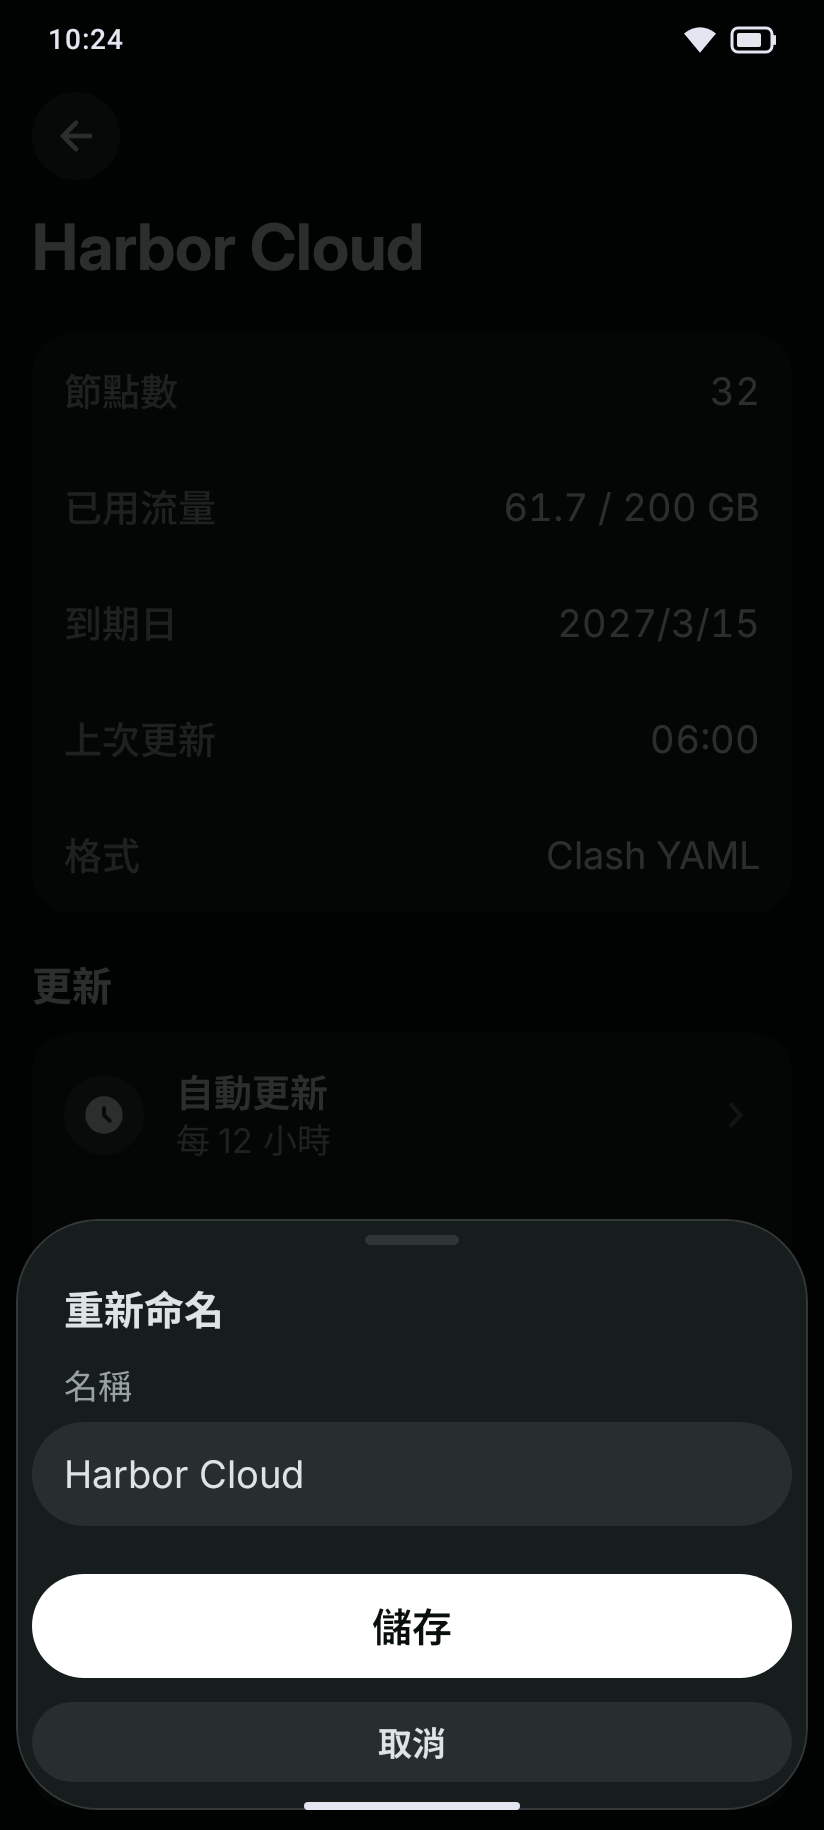 10:24
Harbor Cloud
節點數 32
已用流量 61.7 / 200 GB
到期日 2027/3/15
上次更新 06:00
格式 Clash YAML
更新
自動更新
每 12 小時
重新命名
名稱
Harbor Cloud
儲存
取消